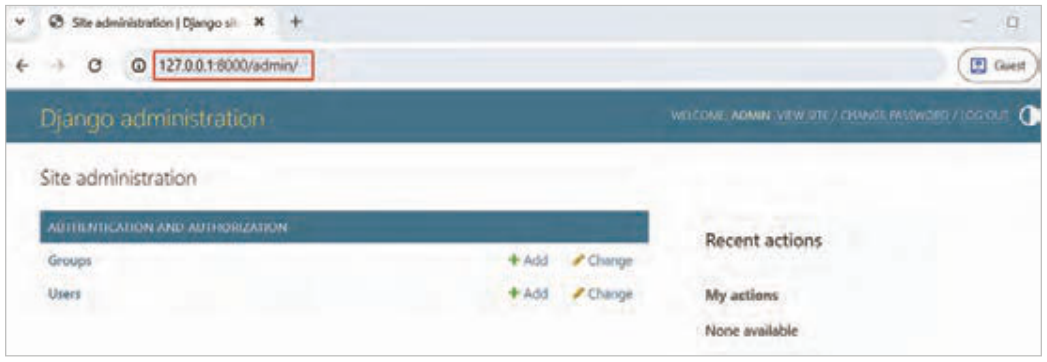 Site administration | Django si
127.0.0.1:8000/admin/
Guest
Django administration
WELCOME, ADMIN. VIEW SITE / CHANGE PASSWORD / LOG OUT
Site administration
AUTHENTICATION AND AUTHORIZATION
Groups + Add Change
Users + Add Change
Recent actions
My actions
None available